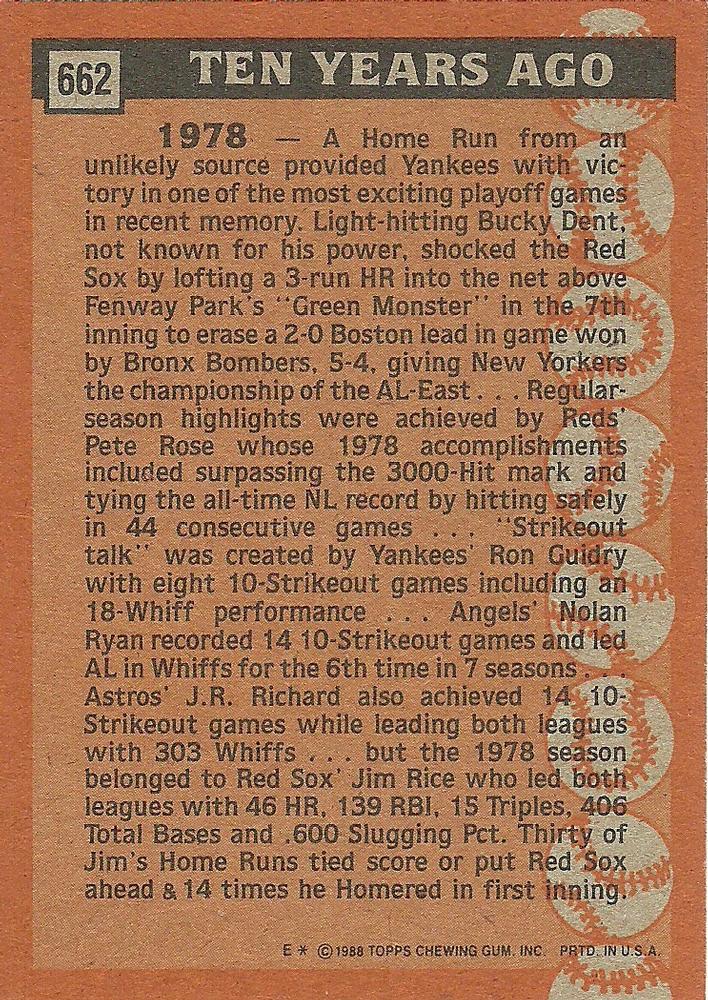 662
TEN YEARS AGO
1978 — A Home Run from an
unlikely source provided Yankees with vic-
tory in one of the most exciting playoff games
in recent memory. Light-hitting Bucky Dent,
not known for his power, shocked the Red
Sox by lofting a 3-run HR into the net above
Fenway Park's "Green Monster" in the 7th
inning to erase a 2-0 Boston lead in game won
by Bronx Bombers, 5-4, giving New Yorkers
the championship of the AL-East . . . Regular-
season highlights were achieved by Reds'
Pete Rose whose 1978 accomplishments
included surpassing the 3000-Hit mark and
tying the all-time NL record by hitting safely
in 44 consecutive games . . . "Strikeout
talk" was created by Yankees' Ron Guidry
with eight 10-Strikeout games including an
18-Whiff performance . . . Angels' Nolan
Ryan recorded 14 10-Strikeout games and led
AL in Whiffs for the 6th time in 7 seasons . . .
Astros' J.R. Richard also achieved 14 10-
Strikeout games while leading both leagues
with 303 Whiffs . . . but the 1978 season
belonged to Red Sox' Jim Rice who led both
leagues with 46 HR, 139 RBI, 15 Triples, 406
Total Bases and .600 Slugging Pct. Thirty of
Jim's Home Runs tied score or put Red Sox
ahead & 14 times he Homered in first inning.
E * © 1988 TOPPS CHEWING GUM, INC. PRTD. IN U.S.A.